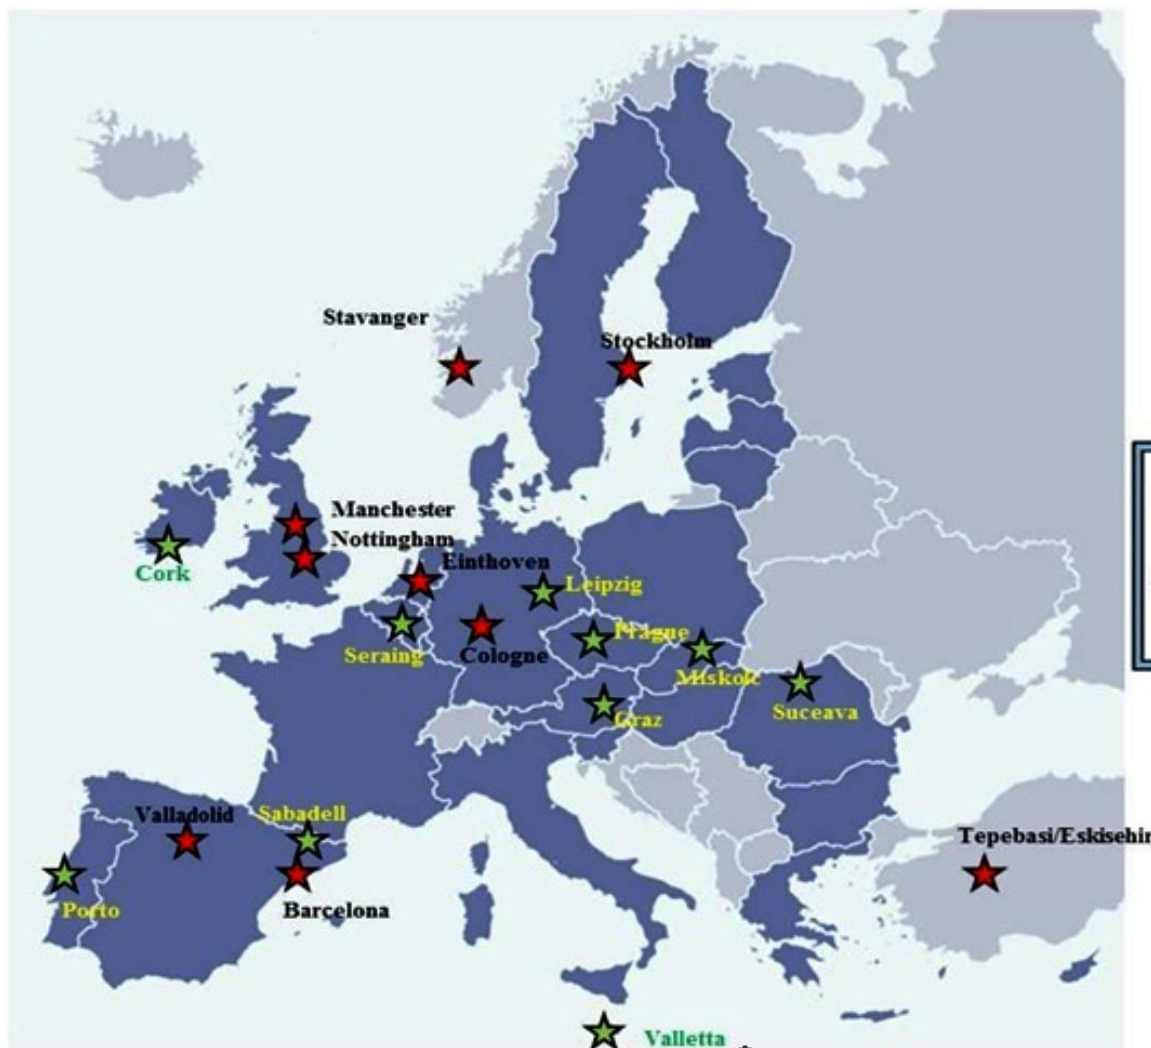 Stavanger
Stockholm
Manchester
Nottingham
Einthoven
Cork
Leipzig
Prague
Seraing
Cologne
Miskolc
Suceava
Graz
Valladolid
Sabadell
Tepebasi/Eskisehir
Porto
Barcelona
Valletta